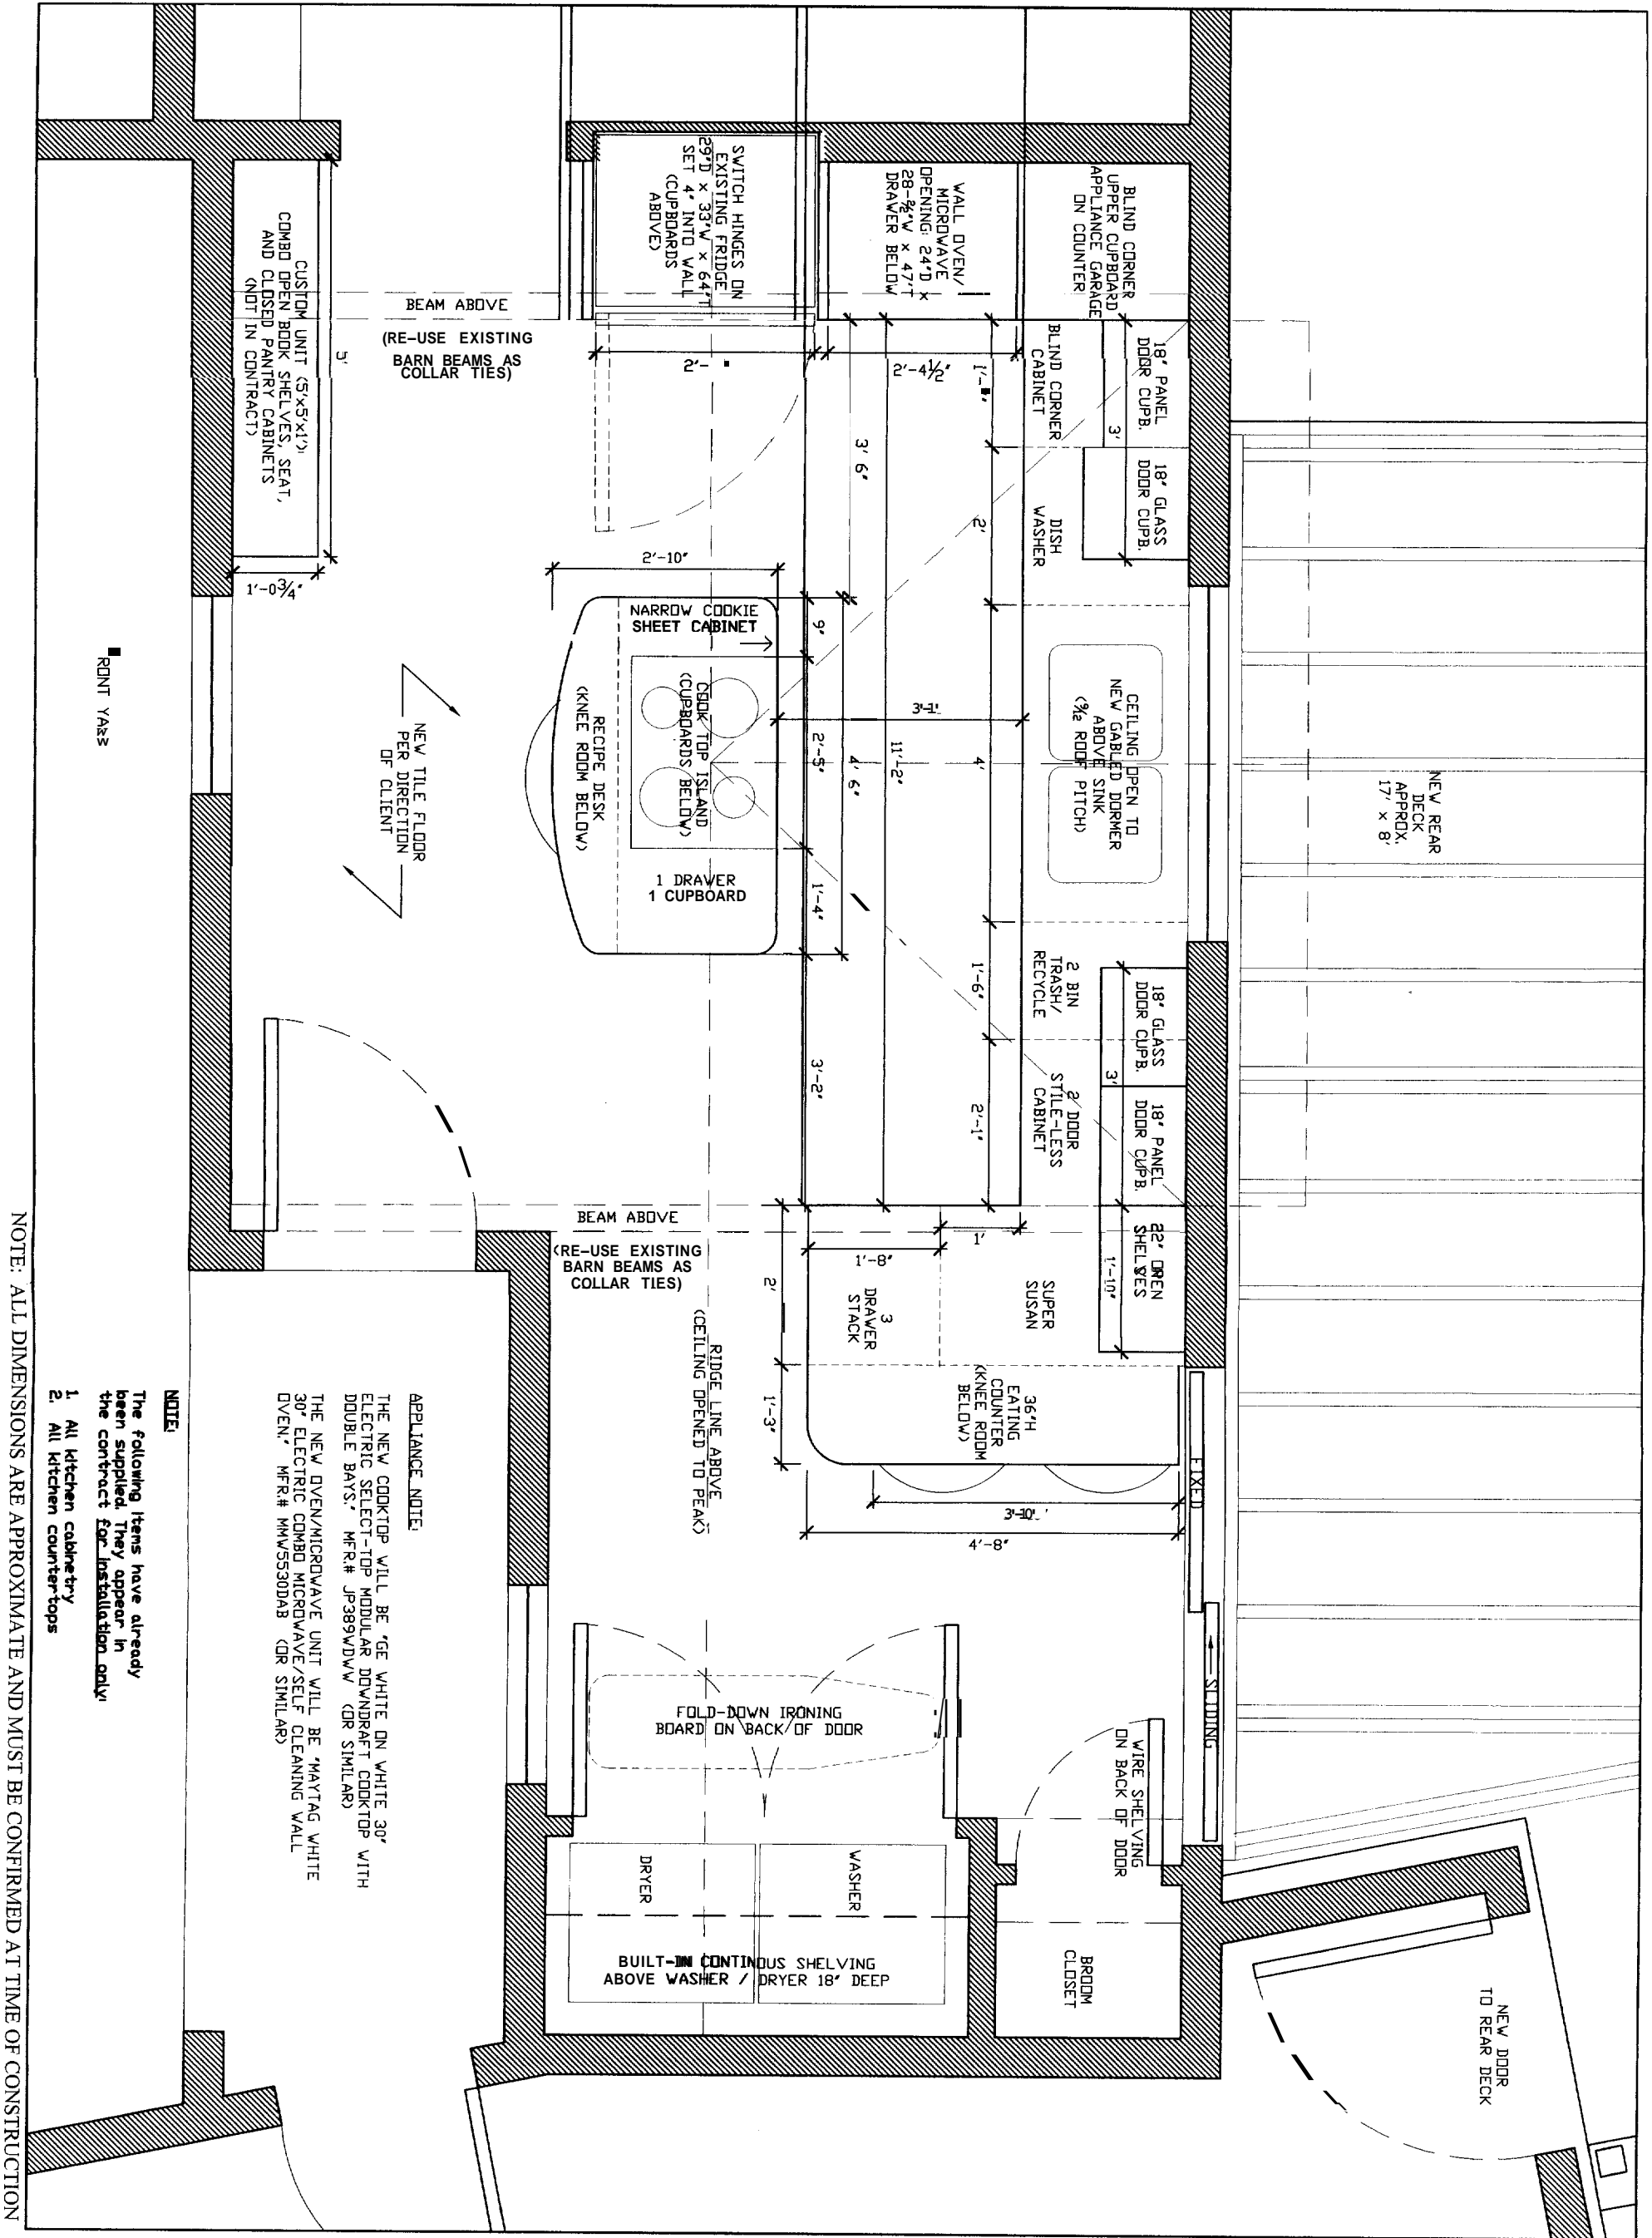 NEW REAR
DECK
APPROX.
17' x 8'
NEW DOOR
TO REAR DECK
BLIND CORNER
UPPER CUPBOARD
APPLIANCE GARAGE
ON COUNTER
18" PANEL
DOOR CUPB.
3'
18" GLASS
DOOR CUPB.
CEILING OPEN TO
NEW GABLED DORMER
ABOVE SINK
(9/12 ROOF PITCH)
18" GLASS
DOOR CUPB.
3'
18" PANEL
DOOR CUPB.
22" OPEN
SHELVES
1'-10"
FIXED
SLIDING
WIRE SHELVING
ON BACK OF DOOR
BROOM
CLOSET
WALL OVEN/
MICROWAVE
OPENING: 24"D x
28-⅝"W x 47"T
DRAWER BELOW
BLIND CORNER
CABINET
DISH
WASHER
2 BIN
TRASH/
RECYCLE
2 DOOR
STILE-LESS
CABINET
SUPER
SUSAN
3
DRAWER
STACK
36"H
EATING
COUNTER
(KNEE ROOM
BELOW)
2'
4'
1'-6"
2'-1"
2'-4½"
11'-2"
3' 6"
4' 6"
9"
2'-5"
1'-4"
3'-2"
3'-1"
1'
1'-8"
2'
1'-3"
3'-10"
4'-8"
SWITCH HINGES ON
EXISTING FRIDGE
29"D x 33"W x 64"T
SET 4" INTO WALL
(CUPBOARDS
ABOVE)
2'-10"
NARROW COOKIE
SHEET CABINET
COOK TOP ISLAND
(CUPBOARDS BELOW)
1 DRAWER
1 CUPBOARD
RECIPE DESK
(KNEE ROOM BELOW)
BEAM ABOVE
(RE-USE EXISTING
BARN BEAMS AS
COLLAR TIES)
BEAM ABOVE
(RE-USE EXISTING
BARN BEAMS AS
COLLAR TIES)
RIDGE LINE ABOVE
(CEILING OPENED TO PEAK)
FOLD-DOWN IRONING
BOARD ON BACK OF DOOR
WASHER
DRYER
BUILT-IN CONTINOUS SHELVING
ABOVE WASHER / DRYER 18" DEEP
5'
CUSTOM UNIT (5'x5'x1'):
COMBO OPEN BOOK SHELVES, SEAT,
AND CLOSED PANTRY CABINETS
(NOT IN CONTRACT)
1'-0¾"
NEW TILE FLOOR
PER DIRECTION
OF CLIENT
APPLIANCE NOTE:
THE NEW COOKTOP WILL BE "GE WHITE ON WHITE 30"
ELECTRIC SELECT-TOP MODULAR DOWNDRAFT COOKTOP WITH
DOUBLE BAYS." MFR.# JP389WDWW (OR SIMILAR)
THE NEW OVEN/MICROWAVE UNIT WILL BE "MAYTAG WHITE
30" ELECTRIC COMBO MICROWAVE/SELF CLEANING WALL
OVEN." MFR.# MMW5530DAB (OR SIMILAR)
NOTE:
The following items have already
been supplied. They appear in
the contract for installation only:
1. All kitchen cabinetry
2. All kitchen countertops
NOTE: ALL DIMENSIONS ARE APPROXIMATE AND MUST BE CONFIRMED AT TIME OF CONSTRUCTION